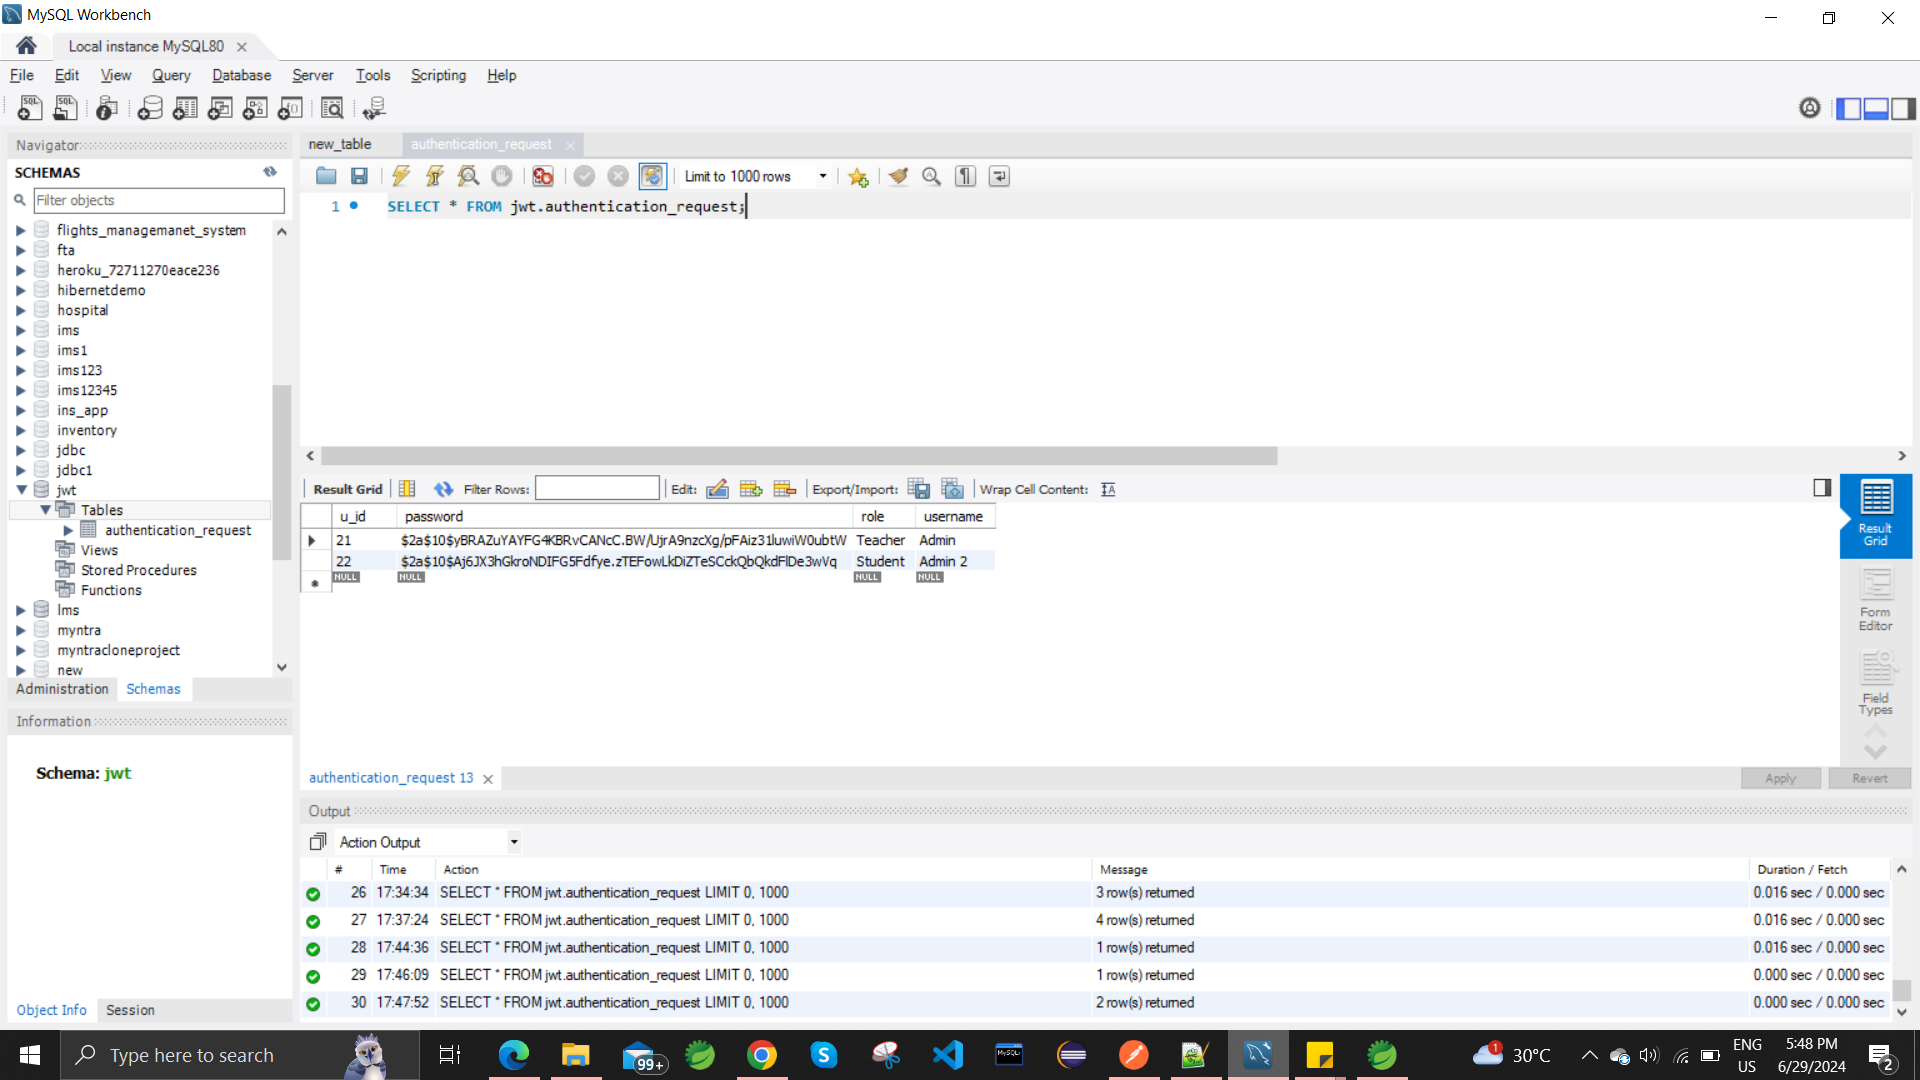 MySQL Workbench
Local instance MySQL80
File Edit View Query Database Server Tools Scripting Help
Navigator
SCHEMAS
Filter objects
flights_managemanet_system
fta
heroku_72711270eace236
hibernetdemo
hospital
ims
ims1
ims123
ims12345
ins_app
inventory
jdbc
jdbc1
jwt
Tables
authentication_request
Views
Stored Procedures
Functions
lms
myntra
myntracloneproject
new
Administration Schemas
Information
Schema: jwt
Object Info Session
new_table authentication_request
Limit to 1000 rows
1 SELECT * FROM jwt.authentication_request;
Result Grid Filter Rows: Edit: Export/Import: Wrap Cell Content:
u_id password role username
21 $2a$10$yBRAZuYAYFG4KBRvCANcC.BW/UjrA9nzcXg/pFAiz31luwiW0ubtW Teacher Admin
22 $2a$10$Aj6JX3hGkroNDIFG5Fdfye.zTEFowLkDiZTeSCckQbQkdFlDe3wVq Student Admin 2
NULL NULL NULL NULL
Result Grid
Form Editor
Field Types
authentication_request 13
Apply Revert
Output
Action Output
# Time Action Message Duration / Fetch
26 17:34:34 SELECT * FROM jwt.authentication_request LIMIT 0, 1000 3 row(s) returned 0.016 sec / 0.000 sec
27 17:37:24 SELECT * FROM jwt.authentication_request LIMIT 0, 1000 4 row(s) returned 0.016 sec / 0.000 sec
28 17:44:36 SELECT * FROM jwt.authentication_request LIMIT 0, 1000 1 row(s) returned 0.016 sec / 0.000 sec
29 17:46:09 SELECT * FROM jwt.authentication_request LIMIT 0, 1000 1 row(s) returned 0.000 sec / 0.000 sec
30 17:47:52 SELECT * FROM jwt.authentication_request LIMIT 0, 1000 2 row(s) returned 0.000 sec / 0.000 sec
Type here to search
99+
1
30°C
ENG
US
5:48 PM
6/29/2024
2